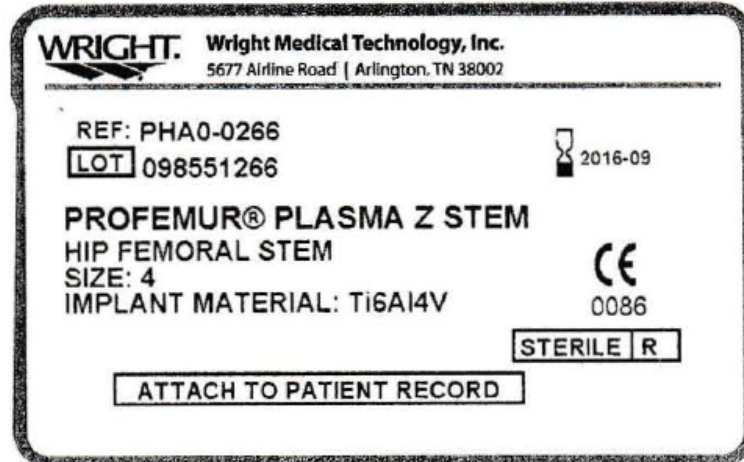 WRIGHT. Wright Medical Technology, Inc.
5677 Airline Road | Arlington, TN 38002
REF: PHA0-0266
LOT 098551266
2016-09
PROFEMUR® PLASMA Z STEM
HIP FEMORAL STEM
SIZE: 4
IMPLANT MATERIAL: Ti6Al4V
CE
0086
STERILE R
ATTACH TO PATIENT RECORD